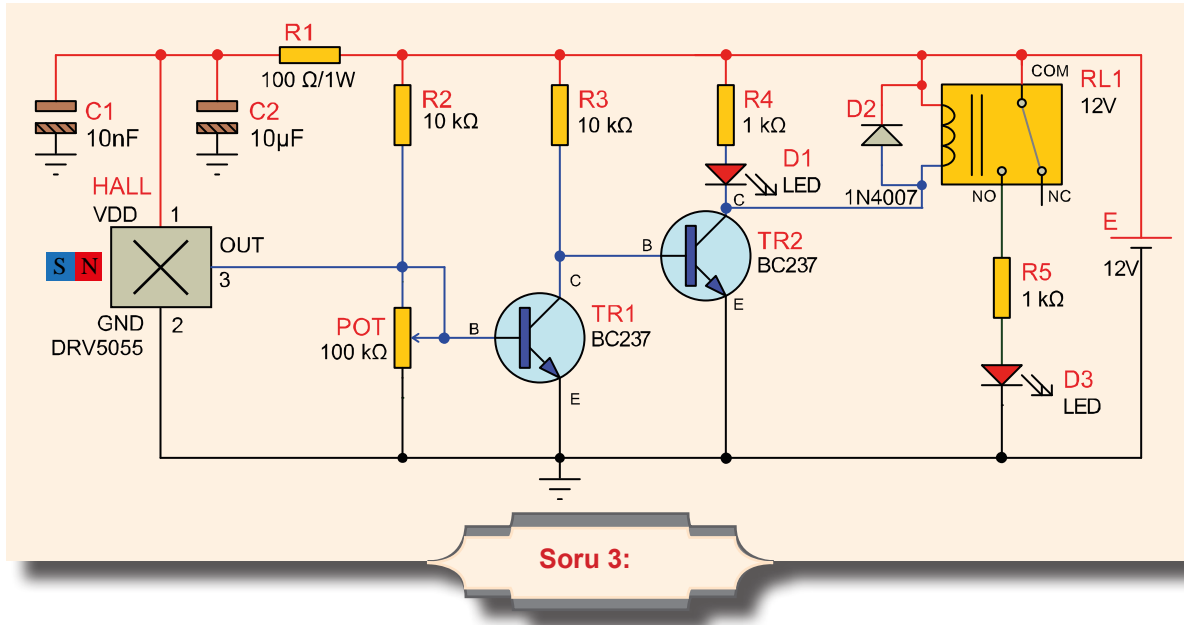 R1
100 Ω/1W
C1
10nF
C2
10µF
R2
10 kΩ
R3
10 kΩ
R4
1 kΩ
D1
LED
D2
1N4007
COM
RL1
12V
NO
NC
HALL
VDD
1
OUT
3
S N
GND
2
DRV5055
POT
100 kΩ
B
C
TR1
BC237
E
B
C
TR2
BC237
E
R5
1 kΩ
D3
LED
E
12V
Soru 3: